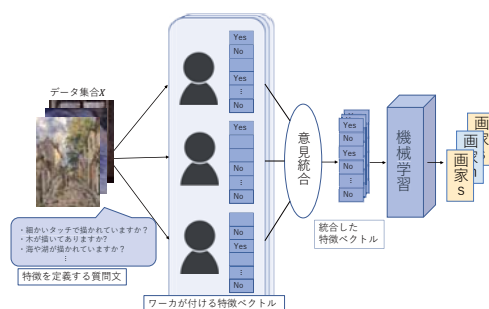 データ集合X
・細かいタッチで描かれていますか？
・木が描いてありますか?
・海や湖が描かれていますか？
⋮
特徴を定義する質問文
Yes
No
Yes
⋮
No
Yes
No
⋮
No
No
Yes
⋮
No
ワーカが付ける特徴ベクトル
意見統合
Yes
No
Yes
No
⋮
No
統合した
特徴ベクトル
機械学習
画
画家
s